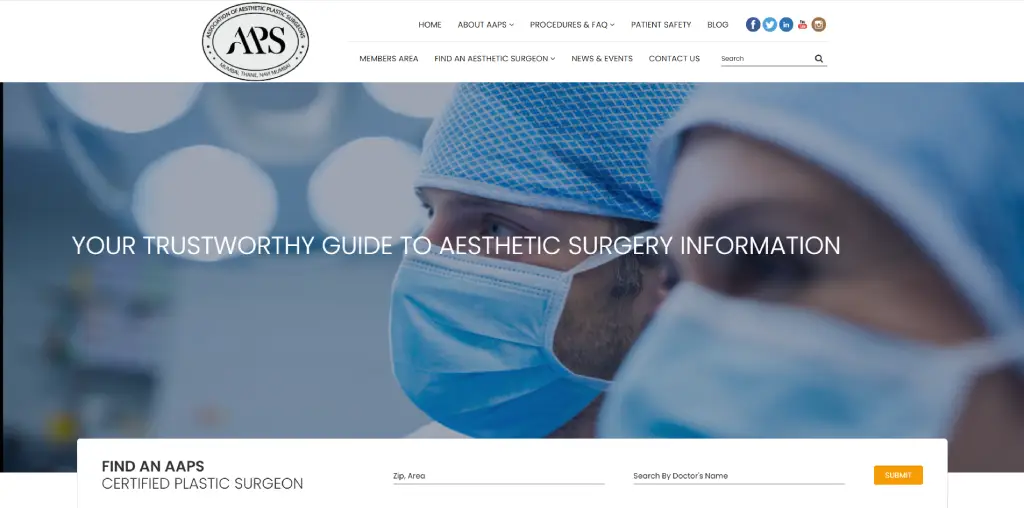 ASSOCIATION OF AESTHETIC PLASTIC SURGEONS
AAPS
MUMBAI, THANE, NAVI MUMBAI
HOME ABOUT AAPS PROCEDURES & FAQ PATIENT SAFETY BLOG
MEMBERS AREA FIND AN AESTHETIC SURGEON NEWS & EVENTS CONTACT US Search
YOUR TRUSTWORTHY GUIDE TO AESTHETIC SURGERY INFORMATION
FIND AN AAPS
CERTIFIED PLASTIC SURGEON
Zip, Area Search By Doctor's Name SUBMIT